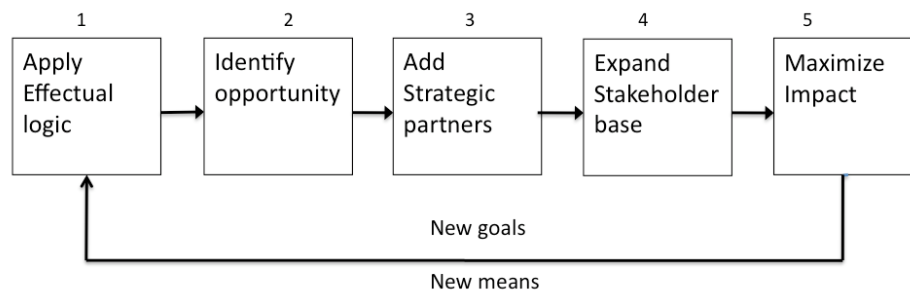 1 2 3 4 5
Apply
Effectual
logic
Identify
opportunity
Add
Strategic
partners
Expand
Stakeholder
base
Maximize
Impact
New goals
New means